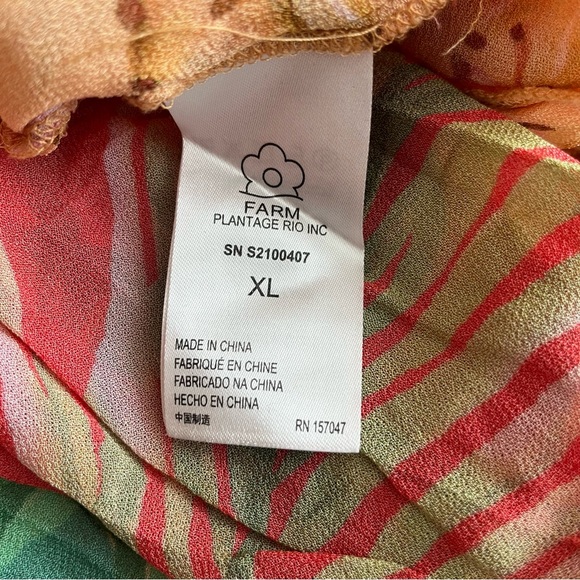 FARM
PLANTAGE RIO INC
SN S2100407
XL
MADE IN CHINA
FABRIQUÉ EN CHINE
FABRICADO NA CHINA
HECHO EN CHINA
中国制造
RN 157047